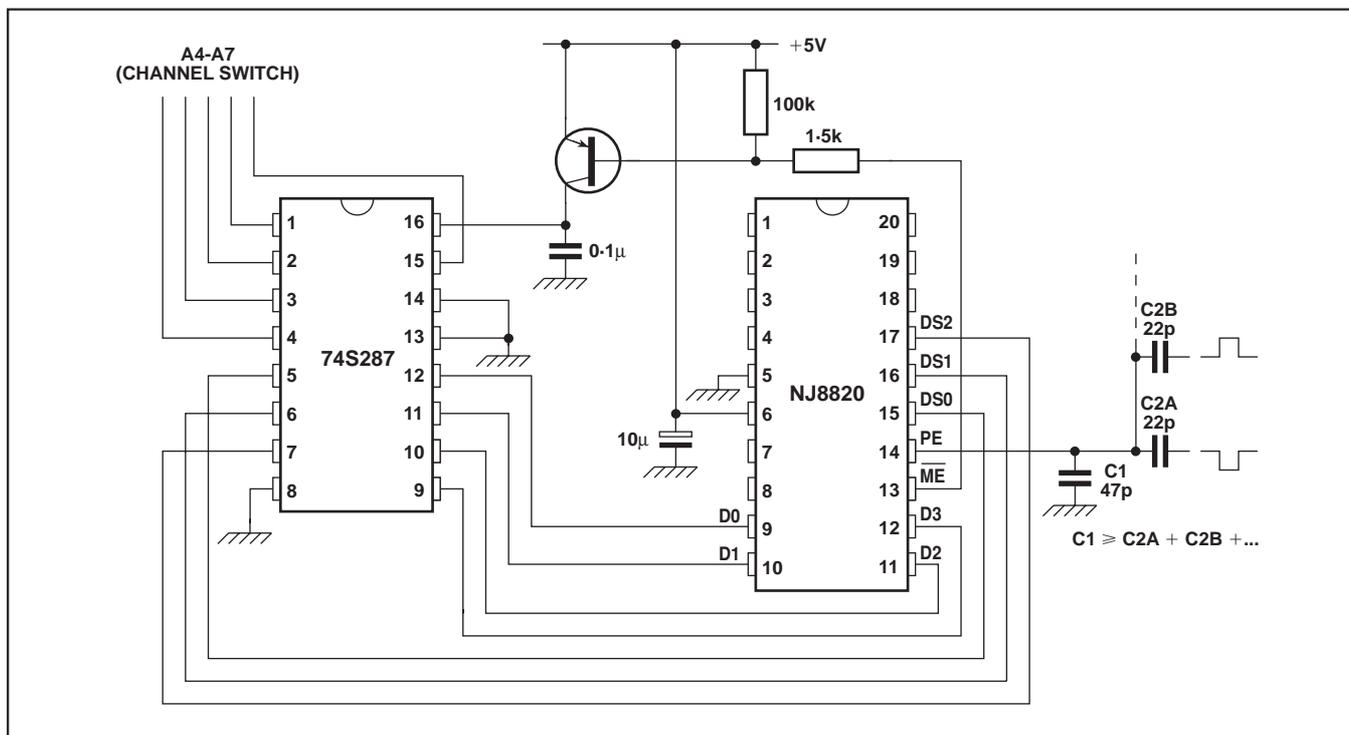 A4-A7
(CHANNEL SWITCH)
+5V
100k
1·5k
0·1µ
74S287
1
2
3
4
5
6
7
8
16
15
14
13
12
11
10
9
10µ
NJ8820
1
2
3
4
5
6
7
8
D0
9
D1
10
20
19
18
DS2
17
DS1
16
DS0
15
PE
14
ME
13
D3
12
D2
11
C2B
22p
C2A
22p
C1
47p
C1 ⩾ C2A + C2B +...